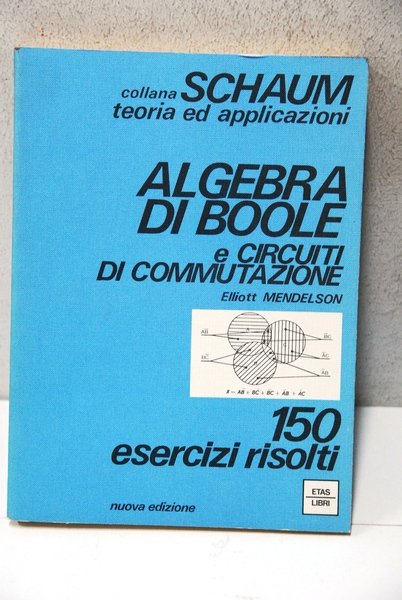 collana SCHAUM
teoria ed applicazioni
ALGEBRA
DI BOOLE
e CIRCUITI
DI COMMUTAZIONE
Elliott MENDELSON
A
150
esercizi risolti
ETAS
LIBRI
nuova edizione